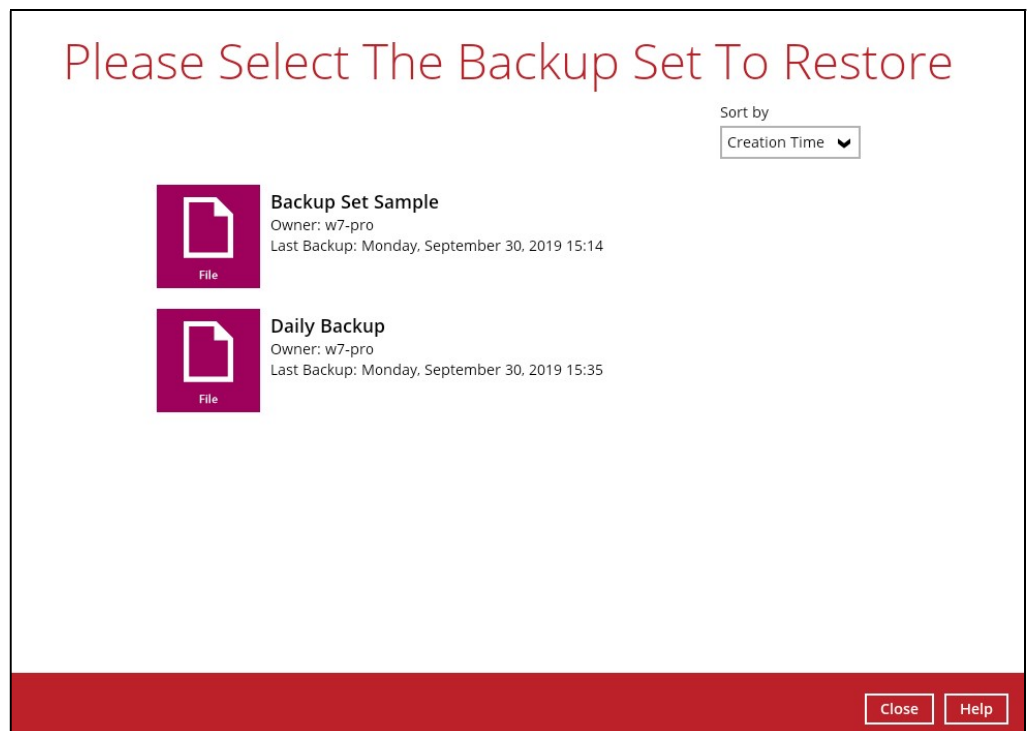 Please Select The Backup Set To Restore
Sort by
Creation Time
Backup Set Sample
Owner: w7-pro
Last Backup: Monday, September 30, 2019 15:14
File
Daily Backup
Owner: w7-pro
Last Backup: Monday, September 30, 2019 15:35
File
Close
Help